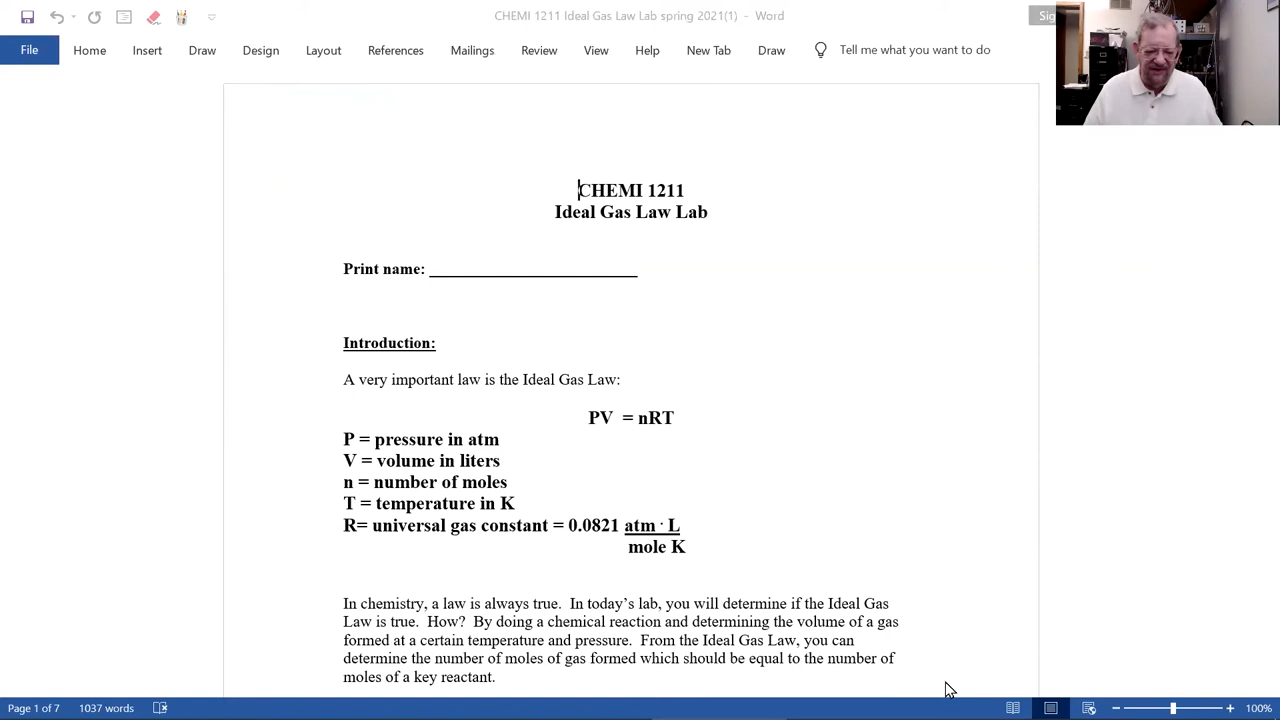 CHEMI 1211 Ideal Gas Law Lab spring 2021(1) - Word
Sig
File Home Insert Draw Design Layout References Mailings Review View Help New Tab Draw Tell me what you want to do
CHEMI 1211
Ideal Gas Law Lab
Print name: ________________________
Introduction:
A very important law is the Ideal Gas Law:
PV = nRT
P = pressure in atm
V = volume in liters
n = number of moles
T = temperature in K
R= universal gas constant = 0.0821 atm · L
mole K
In chemistry, a law is always true. In today’s lab, you will determine if the Ideal Gas
Law is true. How? By doing a chemical reaction and determining the volume of a gas
formed at a certain temperature and pressure. From the Ideal Gas Law, you can
determine the number of moles of gas formed which should be equal to the number of
moles of a key reactant.
Page 1 of 7 1037 words 100%